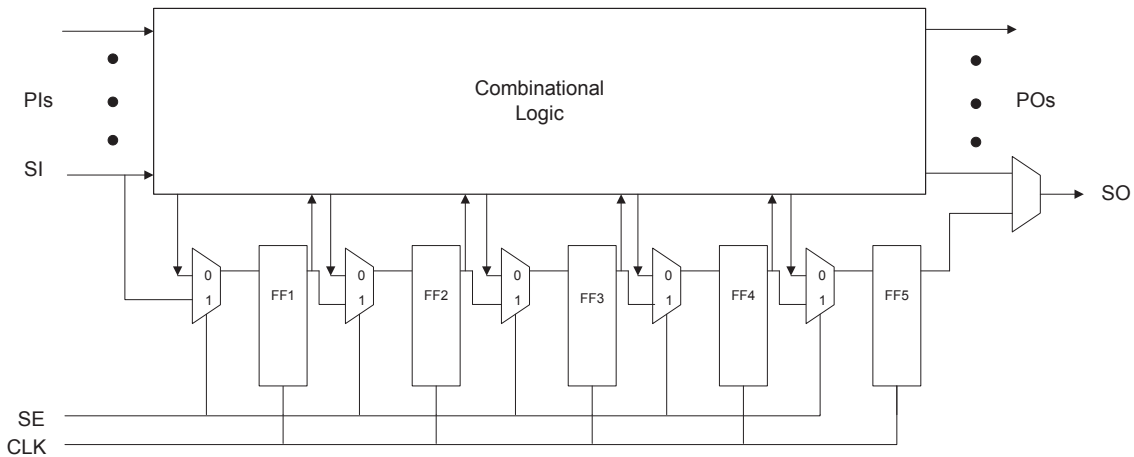 Combinational
Logic
PIs
POs
SI
SO
0
1
FF1
0
1
FF2
0
1
FF3
0
1
FF4
0
1
FF5
SE
CLK